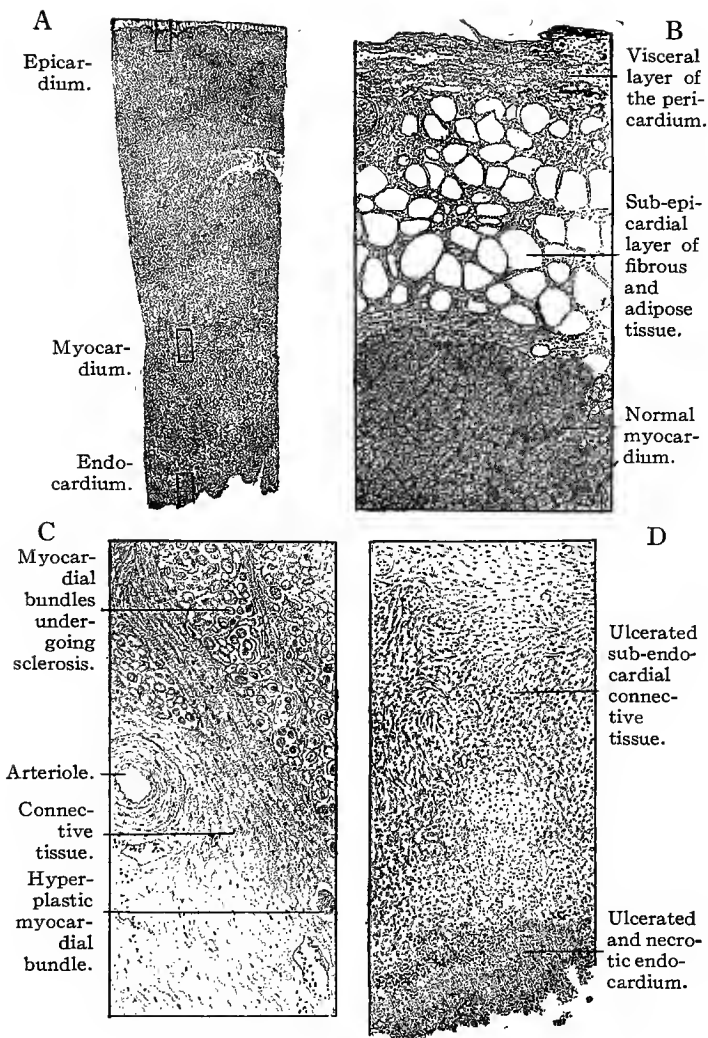 A
Epicar-
dium.
Myocar-
dium.
Endo-
cardium.
B
Visceral
layer of
the peri-
cardium.
Sub-epi-
cardial
layer of
fibrous
and
adipose
tissue.
Normal
myocar-
dium.
C
Myocar-
dial
bundles
under-
going
sclerosis.
Arteriole.
Connec-
tive
tissue.
Hyper-
plastic
myocar-
dial
bundle.
D
Ulcerated
sub-endo-
cardial
connec-
tive
tissue.
Ulcerated
and necro-
tic endo-
cardium.